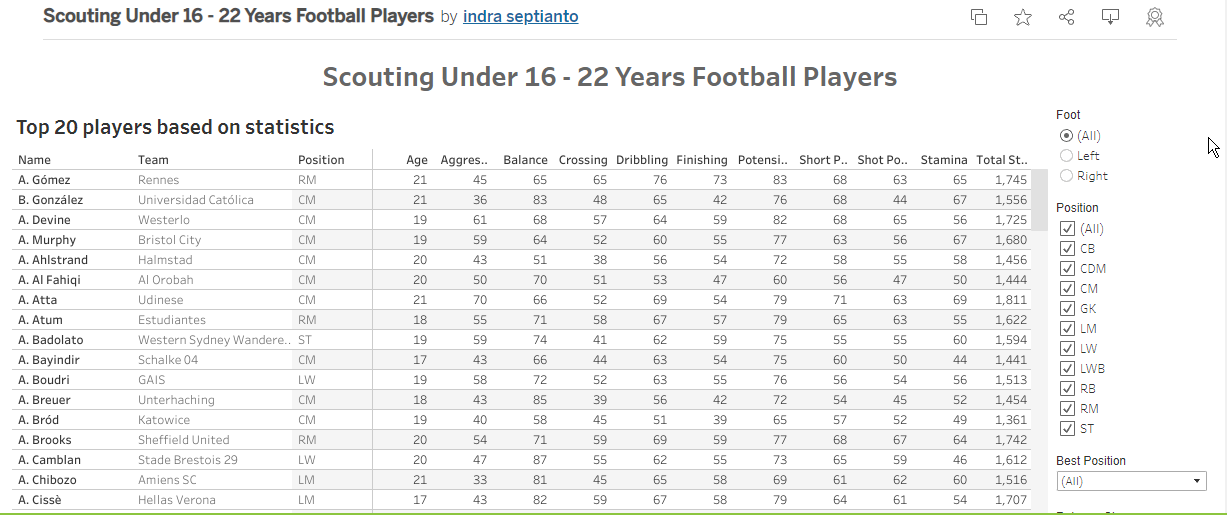 Scouting Under 16 - 22 Years Football Players by indra septianto
Scouting Under 16 - 22 Years Football Players
Top 20 players based on statistics
Name Team Position Age Aggres.. Balance Crossing Dribbling Finishing Potensi.. Short P.. Shot Po.. Stamina Total St..
A. Gómez Rennes RM 21 45 65 65 76 73 83 68 63 65 1,745
B. González Universidad Católica CM 21 36 83 48 65 42 76 68 44 67 1,556
A. Devine Westerlo CM 19 61 68 57 64 59 82 68 65 56 1,725
A. Murphy Bristol City CM 19 59 64 52 60 55 77 63 56 67 1,680
A. Ahlstrand Halmstad CM 20 43 51 38 56 54 72 58 55 58 1,456
A. Al Fahiqi Al Orobah CM 20 50 70 51 53 47 60 56 47 50 1,444
A. Atta Udinese CM 21 70 66 52 69 54 79 71 63 69 1,811
A. Atum Estudiantes RM 18 55 71 58 67 57 79 65 63 55 1,622
A. Badolato Western Sydney Wandere.. ST 19 59 74 41 62 59 75 55 55 60 1,594
A. Bayindir Schalke 04 CM 17 43 66 44 63 54 75 60 50 44 1,441
A. Boudri GAIS LW 19 58 72 52 63 55 76 56 54 56 1,513
A. Breuer Unterhaching CM 18 43 85 39 56 42 72 54 45 52 1,454
A. Bród Katowice CM 19 40 58 45 51 39 65 57 52 49 1,361
A. Brooks Sheffield United RM 20 54 71 59 69 59 77 68 67 64 1,742
A. Camblan Stade Brestois 29 LW 20 47 87 55 62 55 73 65 59 46 1,612
A. Chibozo Amiens SC LM 21 33 81 45 65 58 69 61 62 60 1,516
A. Cissè Hellas Verona LM 17 43 82 59 67 58 79 64 61 54 1,707
Foot
(All)
Left
Right
Position
(All)
CB
CDM
CM
GK
LM
LW
LWB
RB
RM
ST
Best Position
(All)